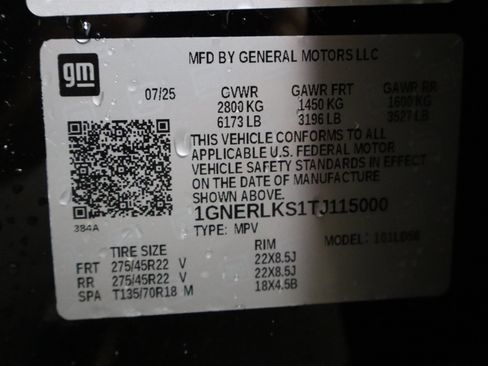 gm
MFD BY GENERAL MOTORS LLC
07/25 GVWR GAWR FRT GAWR RR
2800 KG 1450 KG 1600 KG
6173 LB 3196 LB 3527 LB
THIS VEHICLE CONFORMS TO ALL
APPLICABLE U.S. FEDERAL MOTOR
VEHICLE SAFETY STANDARDS IN EFFECT
ON THE DATE OF MANUFACTURE
SHOWN ABOVE.
1GNERLKS1TJ115000
384A
TYPE: MPV MODEL:
TIRE SIZE RIM
FRT 275/45R22 V 22X8.5J
RR 275/45R22 V 22X8.5J
SPA T135/70R18 M 18X4.5B